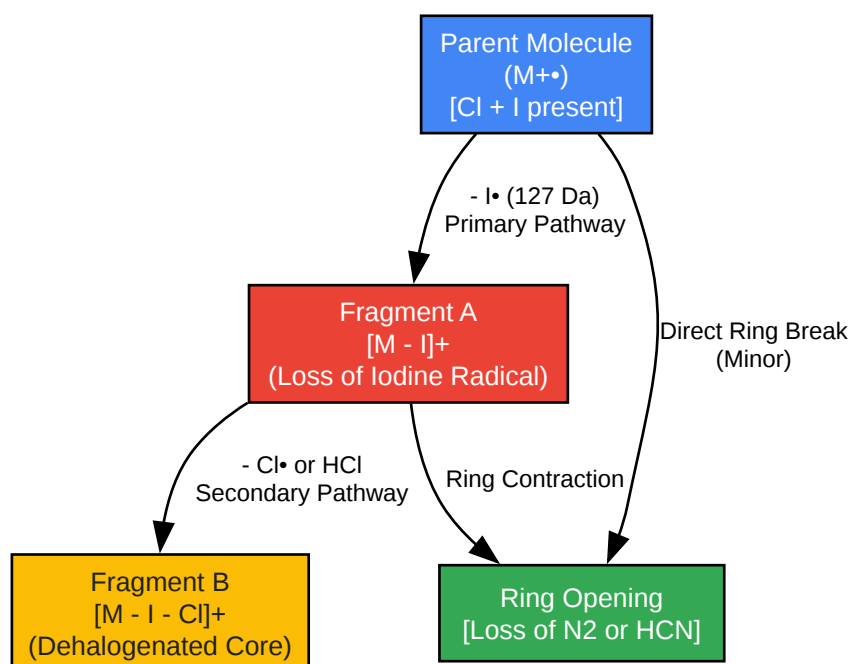 Parent Molecule
(M+•)
[Cl + I present]
- I• (127 Da)
Primary Pathway
Fragment A
[M - I]+
(Loss of Iodine Radical)
Direct Ring Break
(Minor)
- Cl• or HCl
Secondary Pathway
Ring Contraction
Fragment B
[M - I - Cl]+
(Dehalogenated Core)
Ring Opening
[Loss of N2 or HCN]